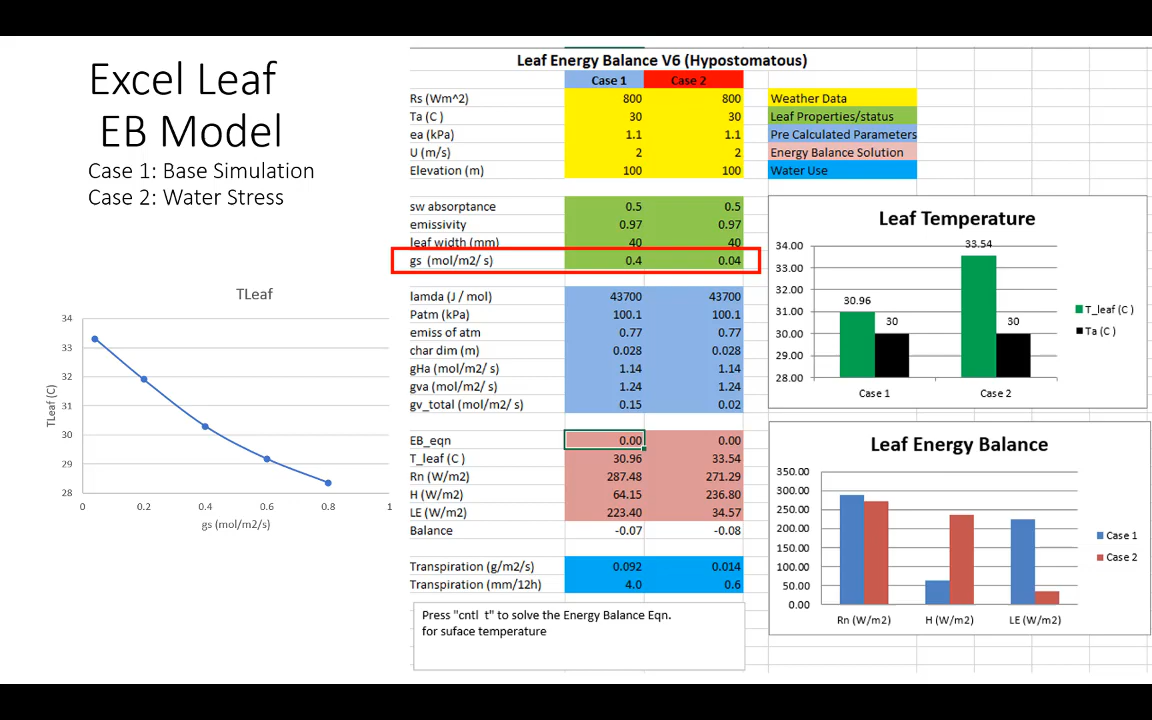 Excel Leaf
EB Model
Case 1: Base Simulation
Case 2: Water Stress
TLeaf
34
33
32
31
30
29
28
TLeaf (C)
0 0.2 0.4 0.6 0.8 1
gs (mol/m2/s)
Leaf Energy Balance V6 (Hypostomatous)
Case 1 Case 2
Rs (Wm^2) 800 800
Ta (C ) 30 30
ea (kPa) 1.1 1.1
U (m/s) 2 2
Elevation (m) 100 100
sw absorptance 0.5 0.5
emissivity 0.97 0.97
leaf width (mm) 40 40
gs (mol/m2/ s) 0.4 0.04
lamda (J / mol) 43700 43700
Patm (kPa) 100.1 100.1
emiss of atm 0.77 0.77
char dim (m) 0.028 0.028
gHa (mol/m2/ s) 1.14 1.14
gva (mol/m2/ s) 1.24 1.24
gv_total (mol/m2/ s) 0.15 0.02
EB_eqn 0.00 0.00
T_leaf (C ) 30.96 33.54
Rn (W/m2) 287.48 271.29
H (W/m2) 64.15 236.80
LE (W/m2) 223.40 34.57
Balance -0.07 -0.08
Transpiration (g/m2/s) 0.092 0.014
Transpiration (mm/12h) 4.0 0.6
Press "cntl t" to solve the Energy Balance Eqn.
for suface temperature
Weather Data
Leaf Properties/status
Pre Calculated Parameters
Energy Balance Solution
Water Use
Leaf Temperature
34.00
33.00
32.00
31.00
30.00
29.00
28.00
30.96
30
33.54
30
Case 1 Case 2
T_leaf (C )
Ta (C )
Leaf Energy Balance
350.00
300.00
250.00
200.00
150.00
100.00
50.00
0.00
Rn (W/m2) H (W/m2) LE (W/m2)
Case 1
Case 2